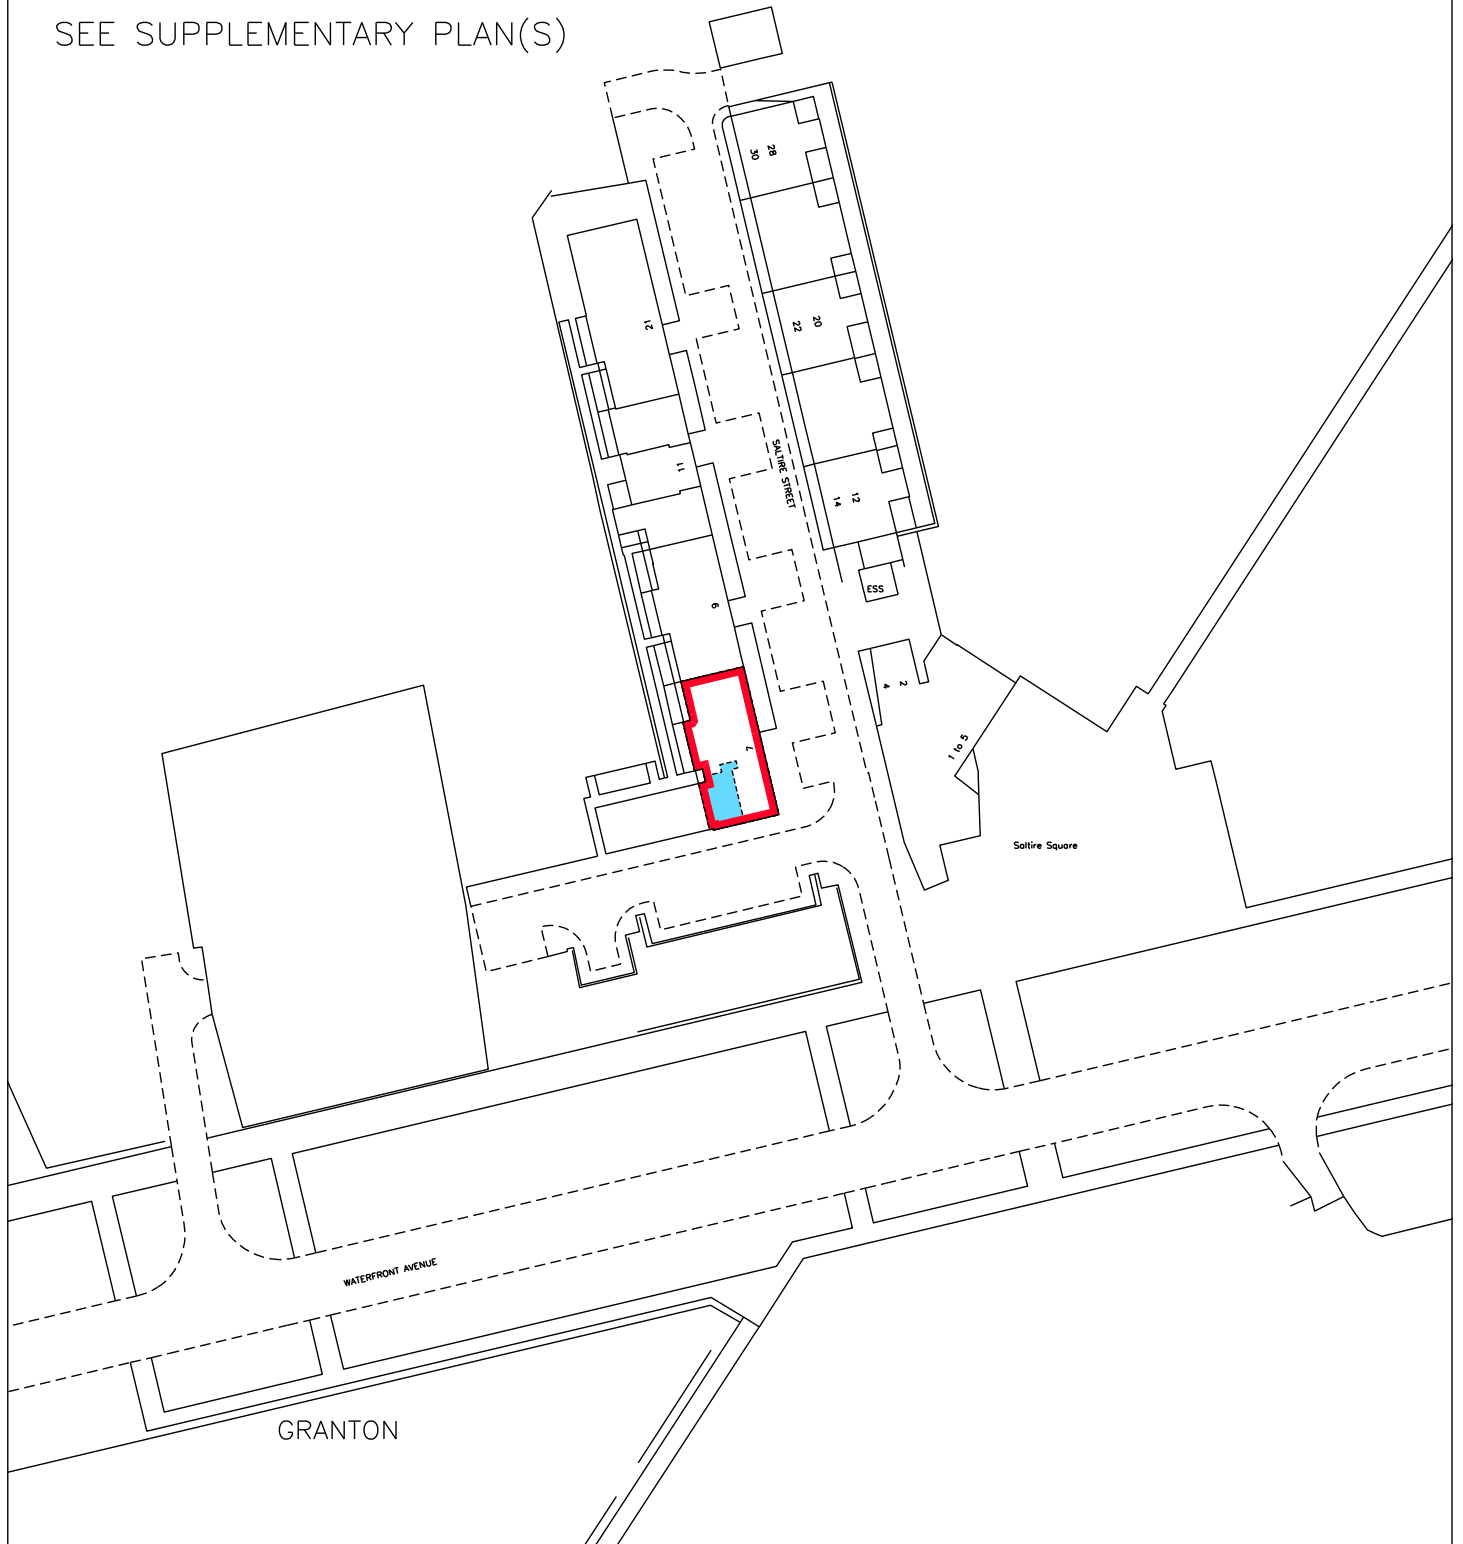 SEE SUPPLEMENTARY PLAN(S)
28
30
21
20
22
SALTIRE STREET
11
12
14
ESS
9
2
4
7
1 to 5
Saltire Square
WATERFRONT AVENUE
GRANTON